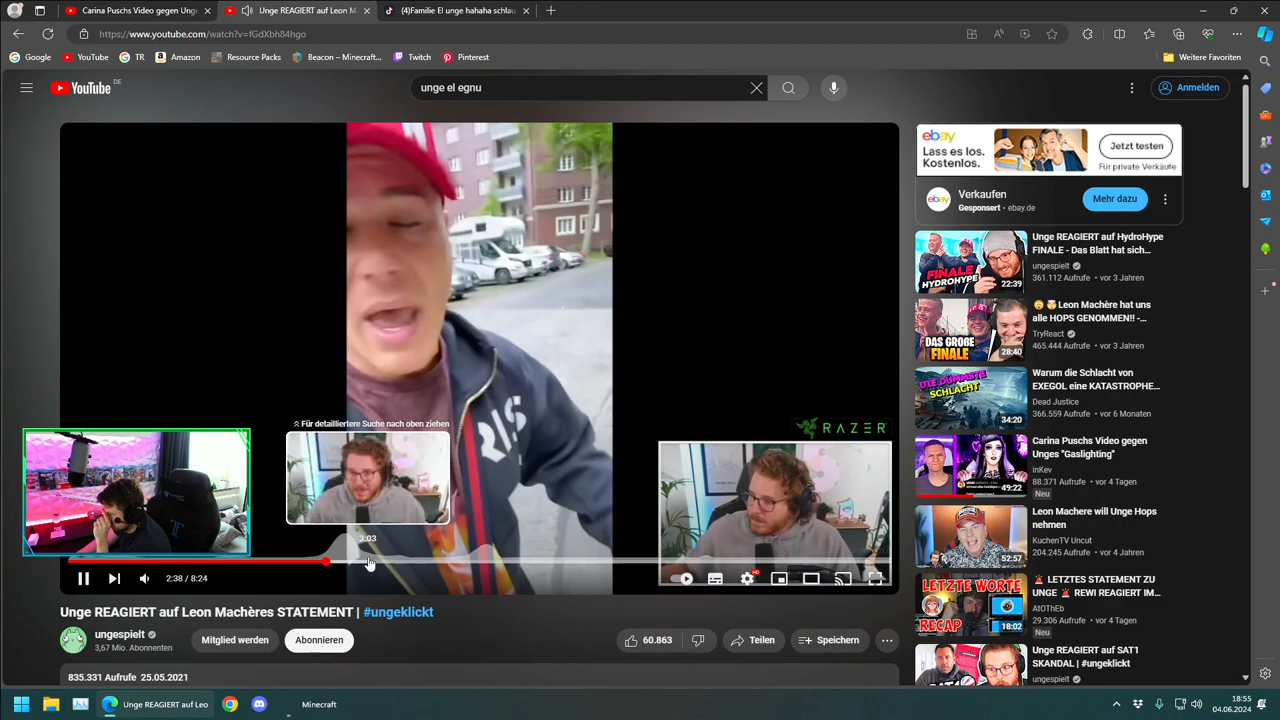 Carina Puschs Video gegen Unge
Unge REAGIERT auf Leon M
(4)Familie El unge hahaha schlau
https://www.youtube.com/watch?v=fGdXbh84hgo
Google
YouTube
TR
Amazon
Resource Packs
Beacon – Minecraft...
Twitch
Pinterest
Weitere Favoriten
YouTube DE
unge el egnu
Anmelden
ebay
Lass es los.
Kostenlos.
Jetzt testen
Für private Verkäufe
ebay
Verkaufen
Gesponsert • ebay.de
Mehr dazu
FINALE
HYDROHYPE
22:39
Unge REAGIERT auf HydroHype
FINALE - Das Blatt hat sich...
ungespielt
361.112 Aufrufe • vor 3 Jahren
DAS GROßE
FINALE
28:40
Leon Machère hat uns
alle HOPS GENOMMEN!! -...
TryReact
465.444 Aufrufe • vor 3 Jahren
DIE DÜMMSTE
SCHLACHT
34:20
Warum die Schlacht von
EXEGOL eine KATASTROPHE...
Dead Justice
366.559 Aufrufe • vor 6 Monaten
49:22
Carina Puschs Video gegen
Unges "Gaslighting"
inKev
88.371 Aufrufe • vor 4 Tagen
Neu
52:57
Leon Machere will Unge Hops
nehmen
KuchenTV Uncut
204.245 Aufrufe • vor 4 Tagen
LETZTE WORTE
RECAP
18:02
LETZTES STATEMENT ZU
UNGE REWI REAGIERT IM...
AtOThEb
29.306 Aufrufe • vor 4 Tagen
Neu
Unge REAGIERT auf SAT1
SKANDAL | #ungeklickt
ungespielt
RIS
RAZER
Für detailliertere Suche nach oben ziehen
3:03
2:38 / 8:24
HD
Unge REAGIERT auf Leon Machères STATEMENT | #ungeklickt
ungespielt
3,67 Mio. Abonnenten
Mitglied werden
Abonnieren
60.863
Teilen
Speichern
835.331 Aufrufe 25.05.2021
Unge REAGIERT auf Leo
Minecraft
18:55
04.06.2024